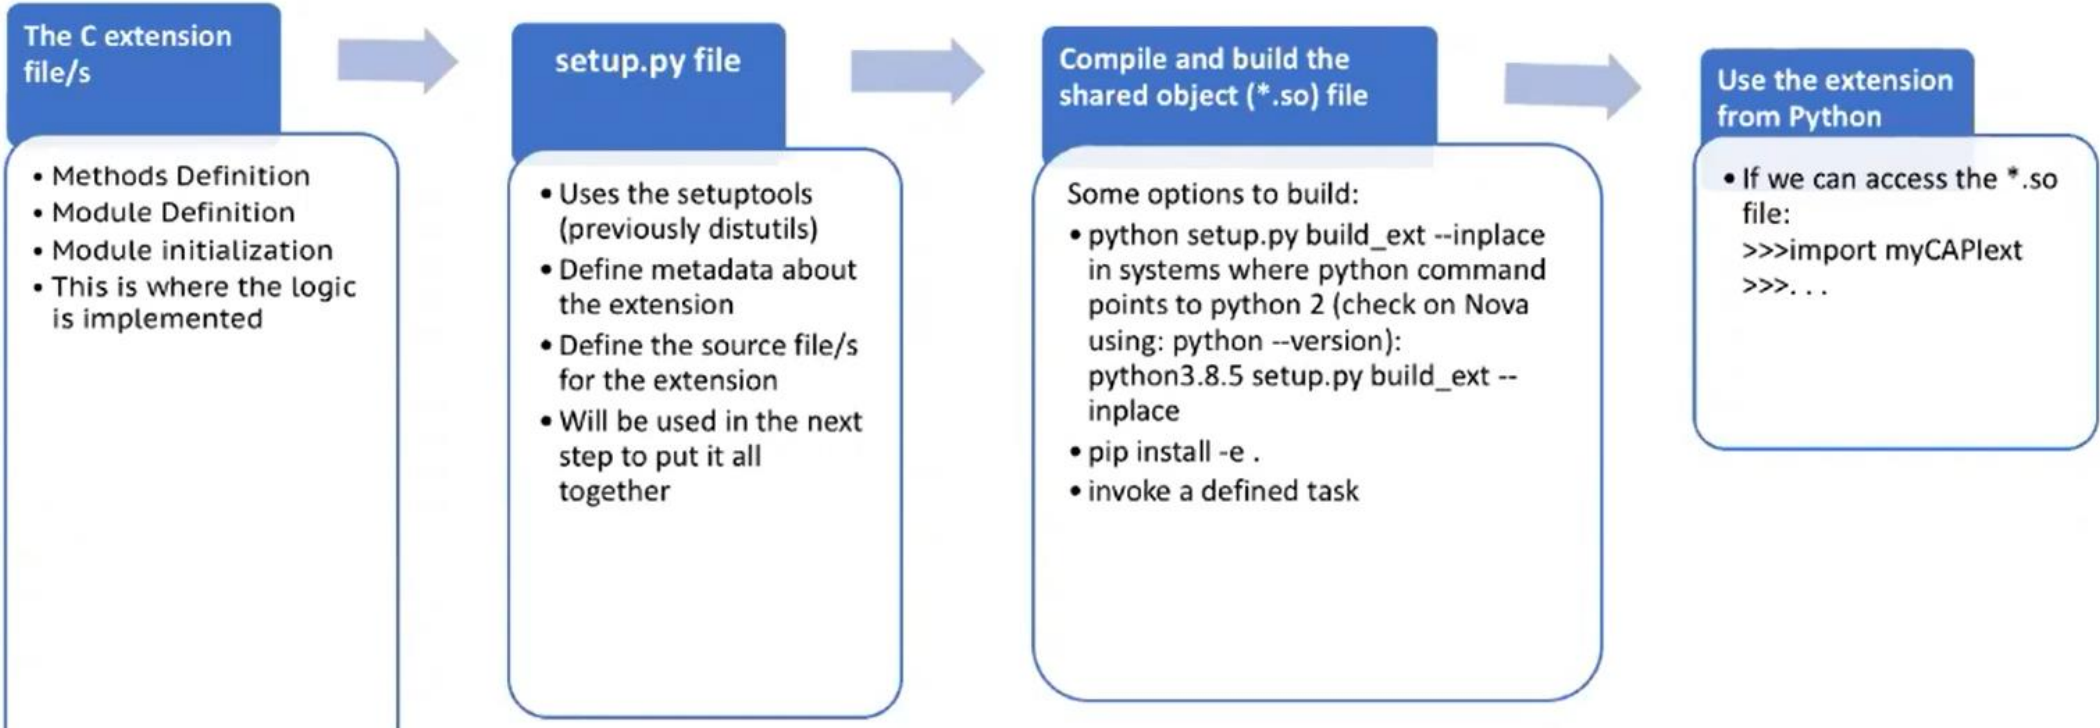 The C extension
file/s
• Methods Definition
• Module Definition
• Module initialization
• This is where the logic
is implemented
setup.py file
• Uses the setuptools
(previously distutils)
• Define metadata about
the extension
• Define the source file/s
for the extension
• Will be used in the next
step to put it all
together
Compile and build the
shared object (*.so) file
Some options to build:
• python setup.py build_ext --inplace
in systems where python command
points to python 2 (check on Nova
using: python --version):
python3.8.5 setup.py build_ext --
inplace
• pip install -e .
• invoke a defined task
Use the extension
from Python
• If we can access the *.so
file:
>>>import myCAPIext
>>>. . .